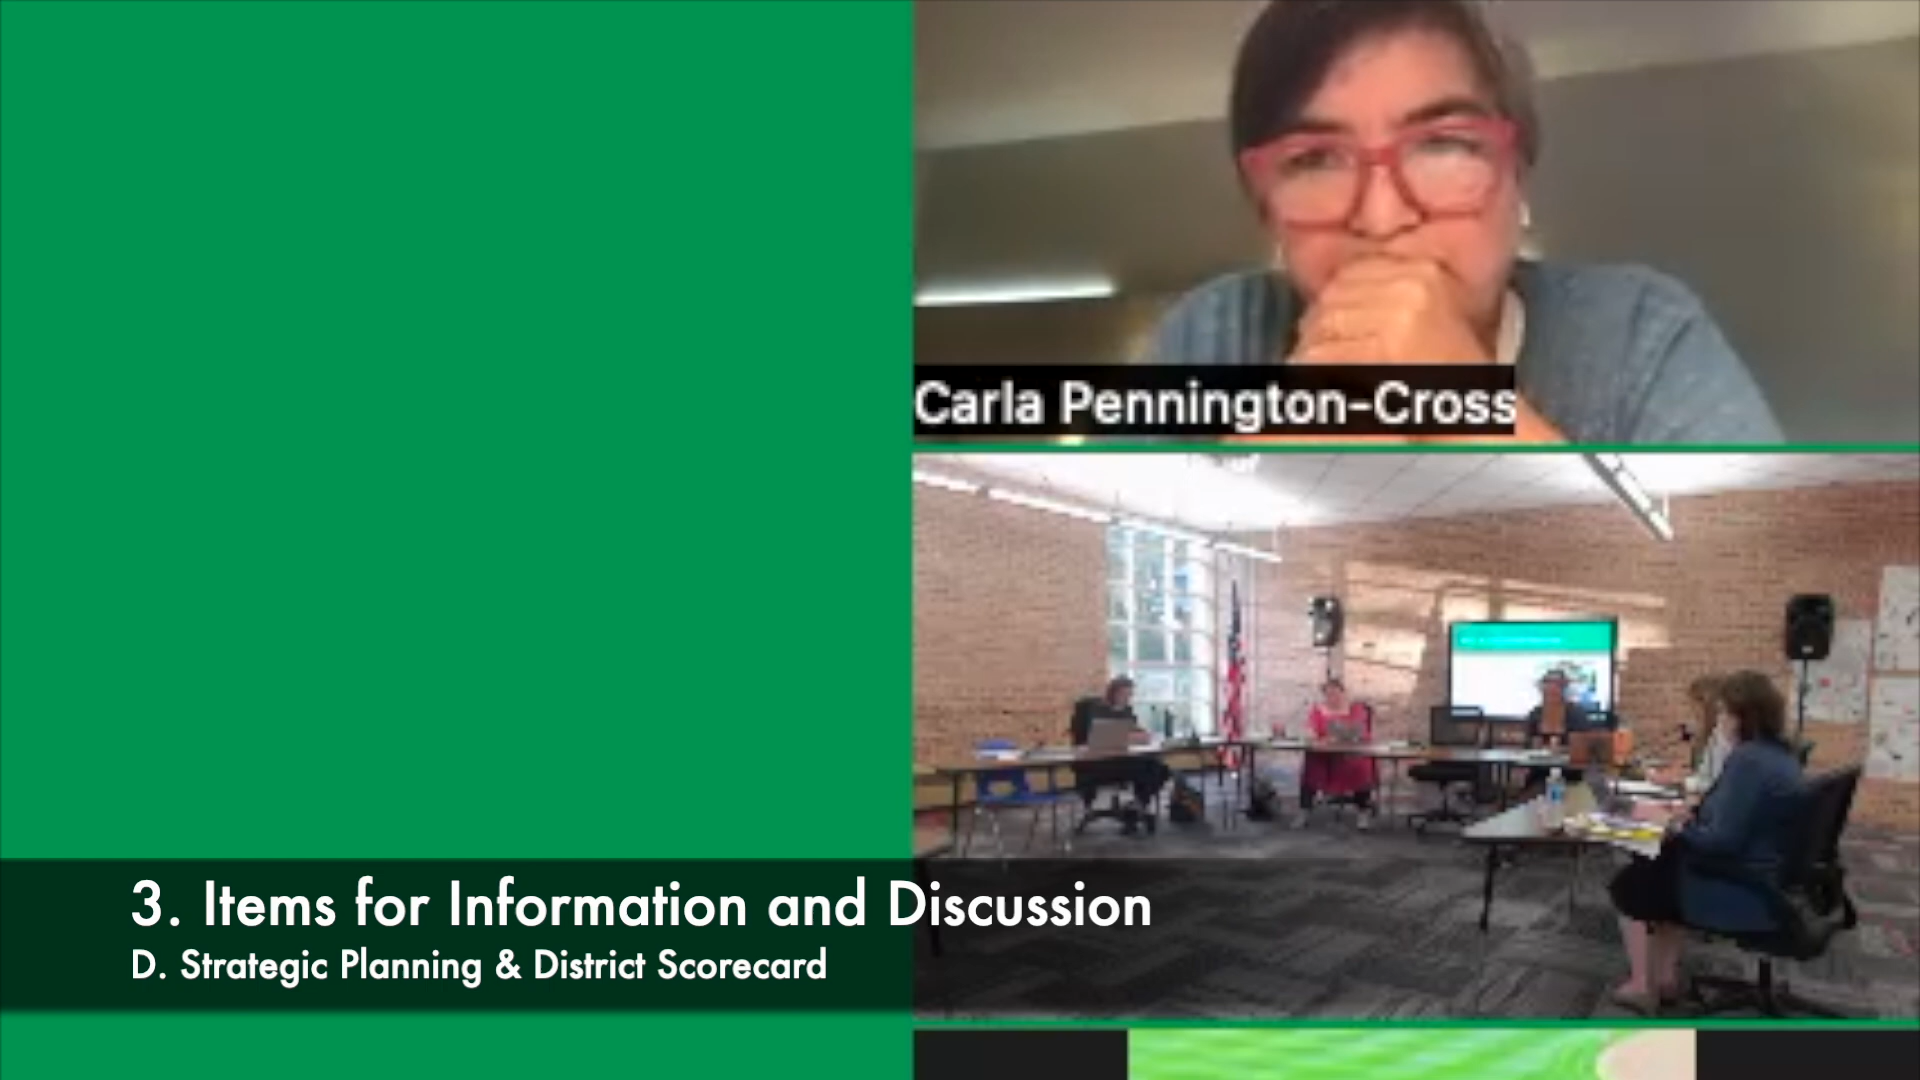 Carla Pennington-Cross
3. Items for Information and Discussion
D. Strategic Planning & District Scorecard